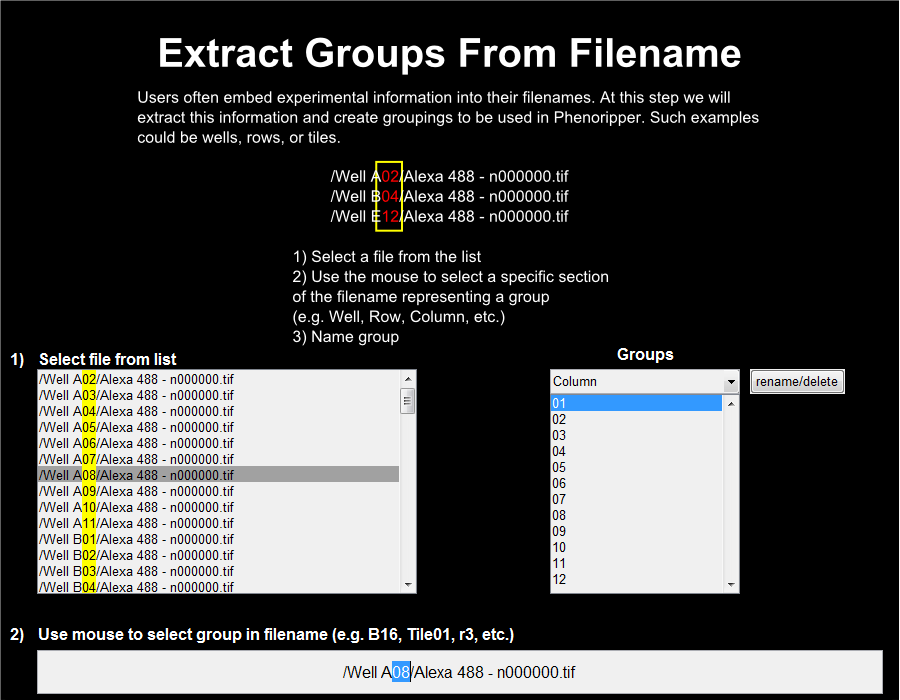 Extract Groups From Filename
Users often embed experimental information into their filenames. At this step we will
extract this information and create groupings to be used in Phenoripper. Such examples
could be wells, rows, or tiles.
/Well A02/Alexa 488 - n000000.tif
/Well B04/Alexa 488 - n000000.tif
/Well E12/Alexa 488 - n000000.tif
1) Select a file from the list
2) Use the mouse to select a specific section
of the filename representing a group
(e.g. Well, Row, Column, etc.)
3) Name group
1) Select file from list
/Well A02/Alexa 488 - n000000.tif
/Well A03/Alexa 488 - n000000.tif
/Well A04/Alexa 488 - n000000.tif
/Well A05/Alexa 488 - n000000.tif
/Well A06/Alexa 488 - n000000.tif
/Well A07/Alexa 488 - n000000.tif
/Well A08/Alexa 488 - n000000.tif
/Well A09/Alexa 488 - n000000.tif
/Well A10/Alexa 488 - n000000.tif
/Well A11/Alexa 488 - n000000.tif
/Well B01/Alexa 488 - n000000.tif
/Well B02/Alexa 488 - n000000.tif
/Well B03/Alexa 488 - n000000.tif
/Well B04/Alexa 488 - n000000.tif
Groups
Column
rename/delete
01
02
03
04
05
06
07
08
09
10
11
12
2) Use mouse to select group in filename (e.g. B16, Tile01, r3, etc.)
/Well A08/Alexa 488 - n000000.tif